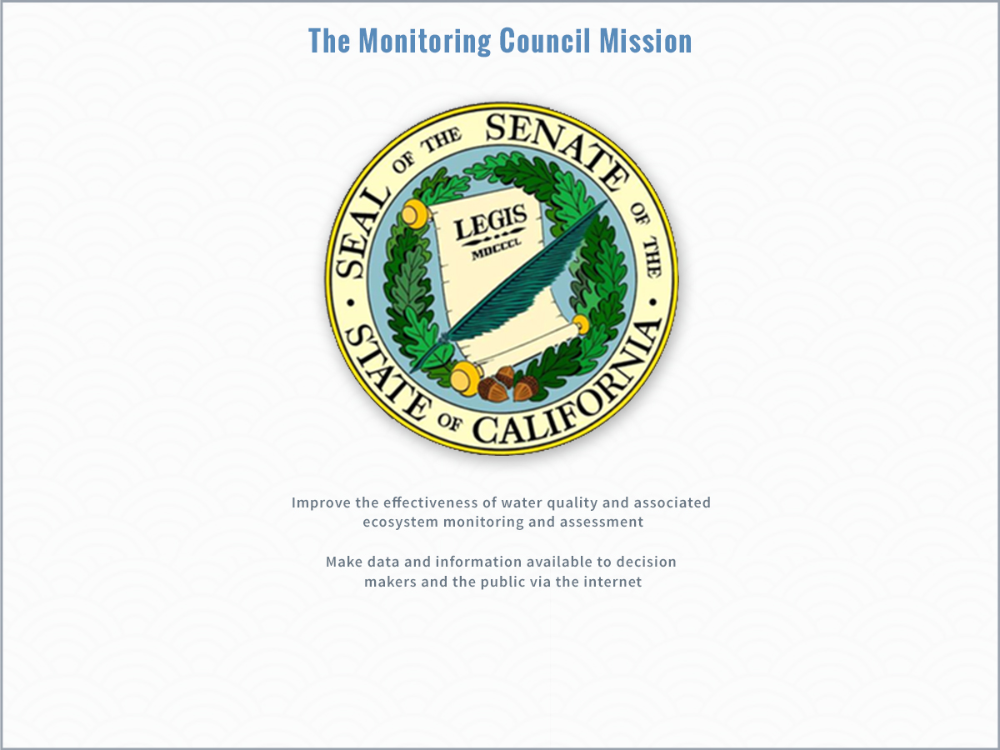 The Monitoring Council Mission
SEAL OF THE SENATE OF THE
STATE OF CALIFORNIA
LEGIS
MDCCCL
Improve the effectiveness of water quality and associated
ecosystem monitoring and assessment
Make data and information available to decision
makers and the public via the internet